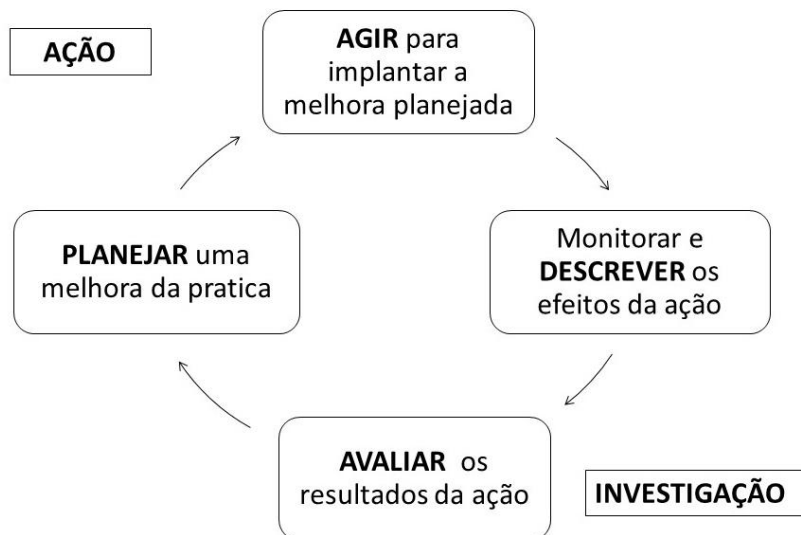 AÇÃO
AGIR para
implantar a
melhora planejada
PLANEJAR uma
melhora da pratica
Monitorar e
DESCREVER os
efeitos da ação
AVALIAR os
resultados da ação
INVESTIGAÇÃO